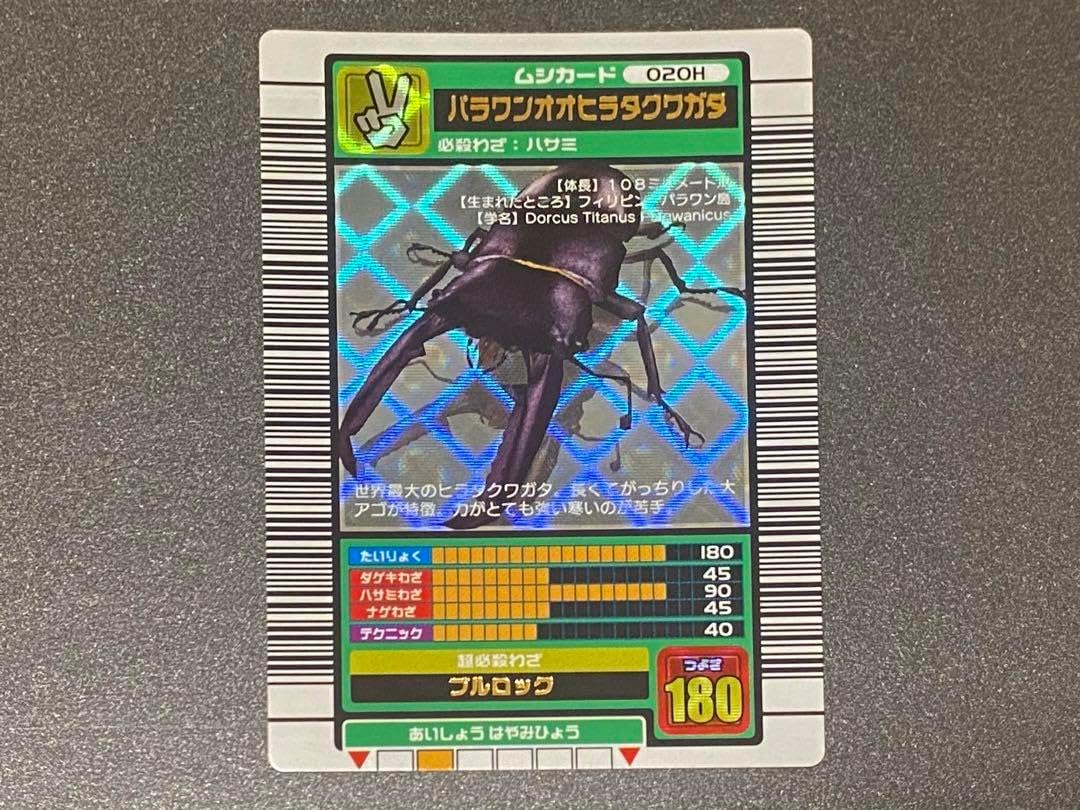 ムシカード 020H
パラワンオオヒラタクワガタ
必殺わざ：ハサミ
【体長】108ミリメートル
【生まれたところ】フィリピン パラワン島
【学名】Dorcus Titanus Palawanicus
世界最大のヒラタクワガタ。長くてがっちりした大
アゴが特徴。力がとても強い寒いのが苦手
たいりょく 180
ダゲキわざ 45
ハサミわざ 90
ナゲわざ 45
テクニック 40
超必殺わざ
ブルロック
つよさ
180
あいしょう はやみひょう